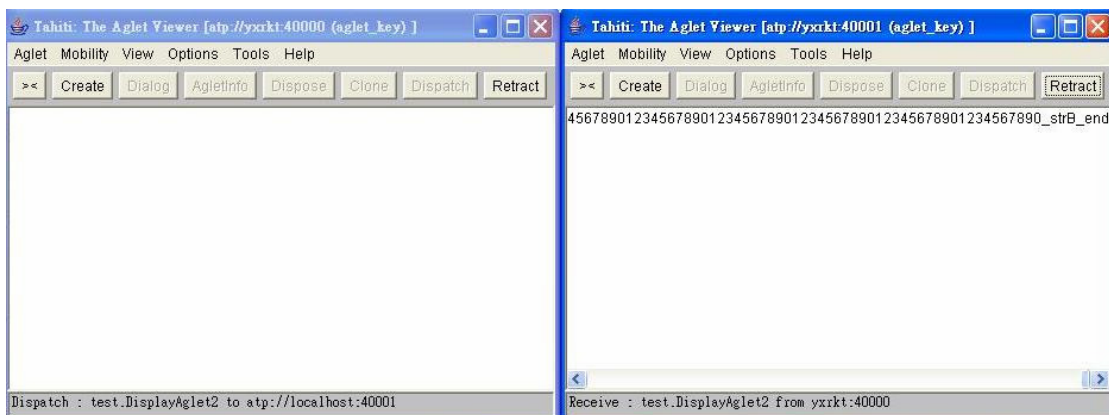 Tahiti: The Aglet Viewer [atp://yxrkt:40000 (aglet_key) ]
Aglet Mobility View Options Tools Help
>< Create Dialog AgletInfo Dispose Clone Dispatch Retract
Dispatch : test.DisplayAglet2 to atp://localhost:40001
Tahiti: The Aglet Viewer [atp://yxrkt:40001 (aglet_key) ]
Aglet Mobility View Options Tools Help
>< Create Dialog AgletInfo Dispose Clone Dispatch Retract
456789012345678901234567890123456789012345678901234567890_strB_end
Receive : test.DisplayAglet2 from yxrkt:40000